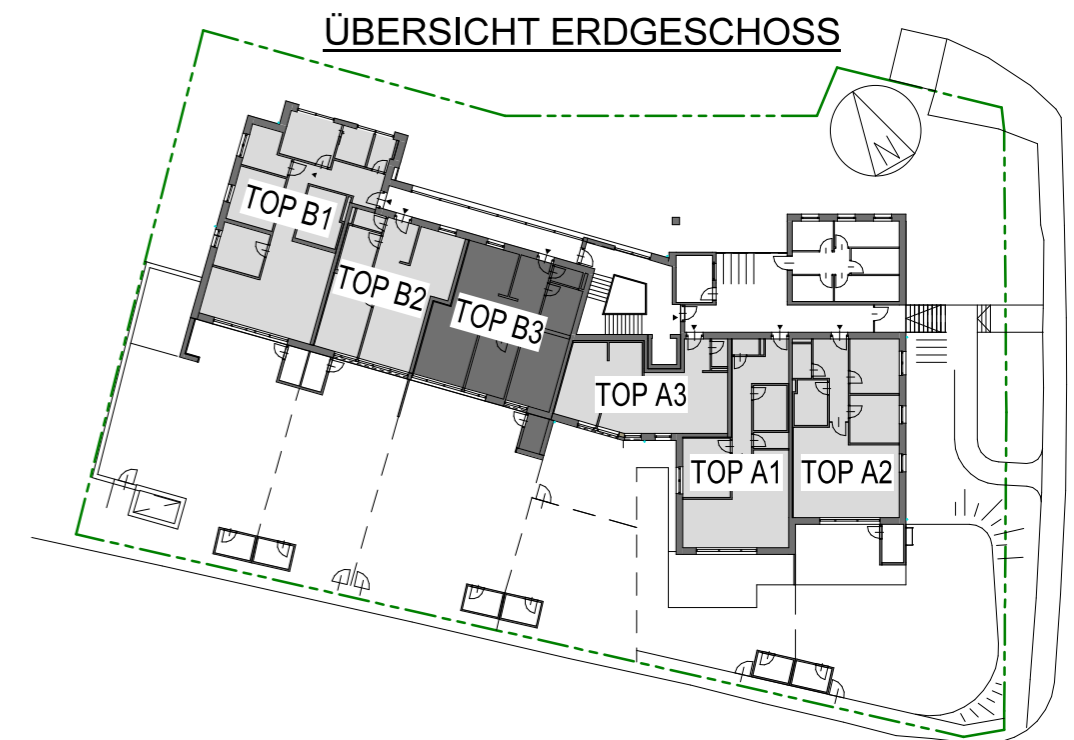 ÜBERSICHT ERDGESCHOSS
N
TOP B1
TOP B2
TOP B3
TOP A3
TOP A1
TOP A2